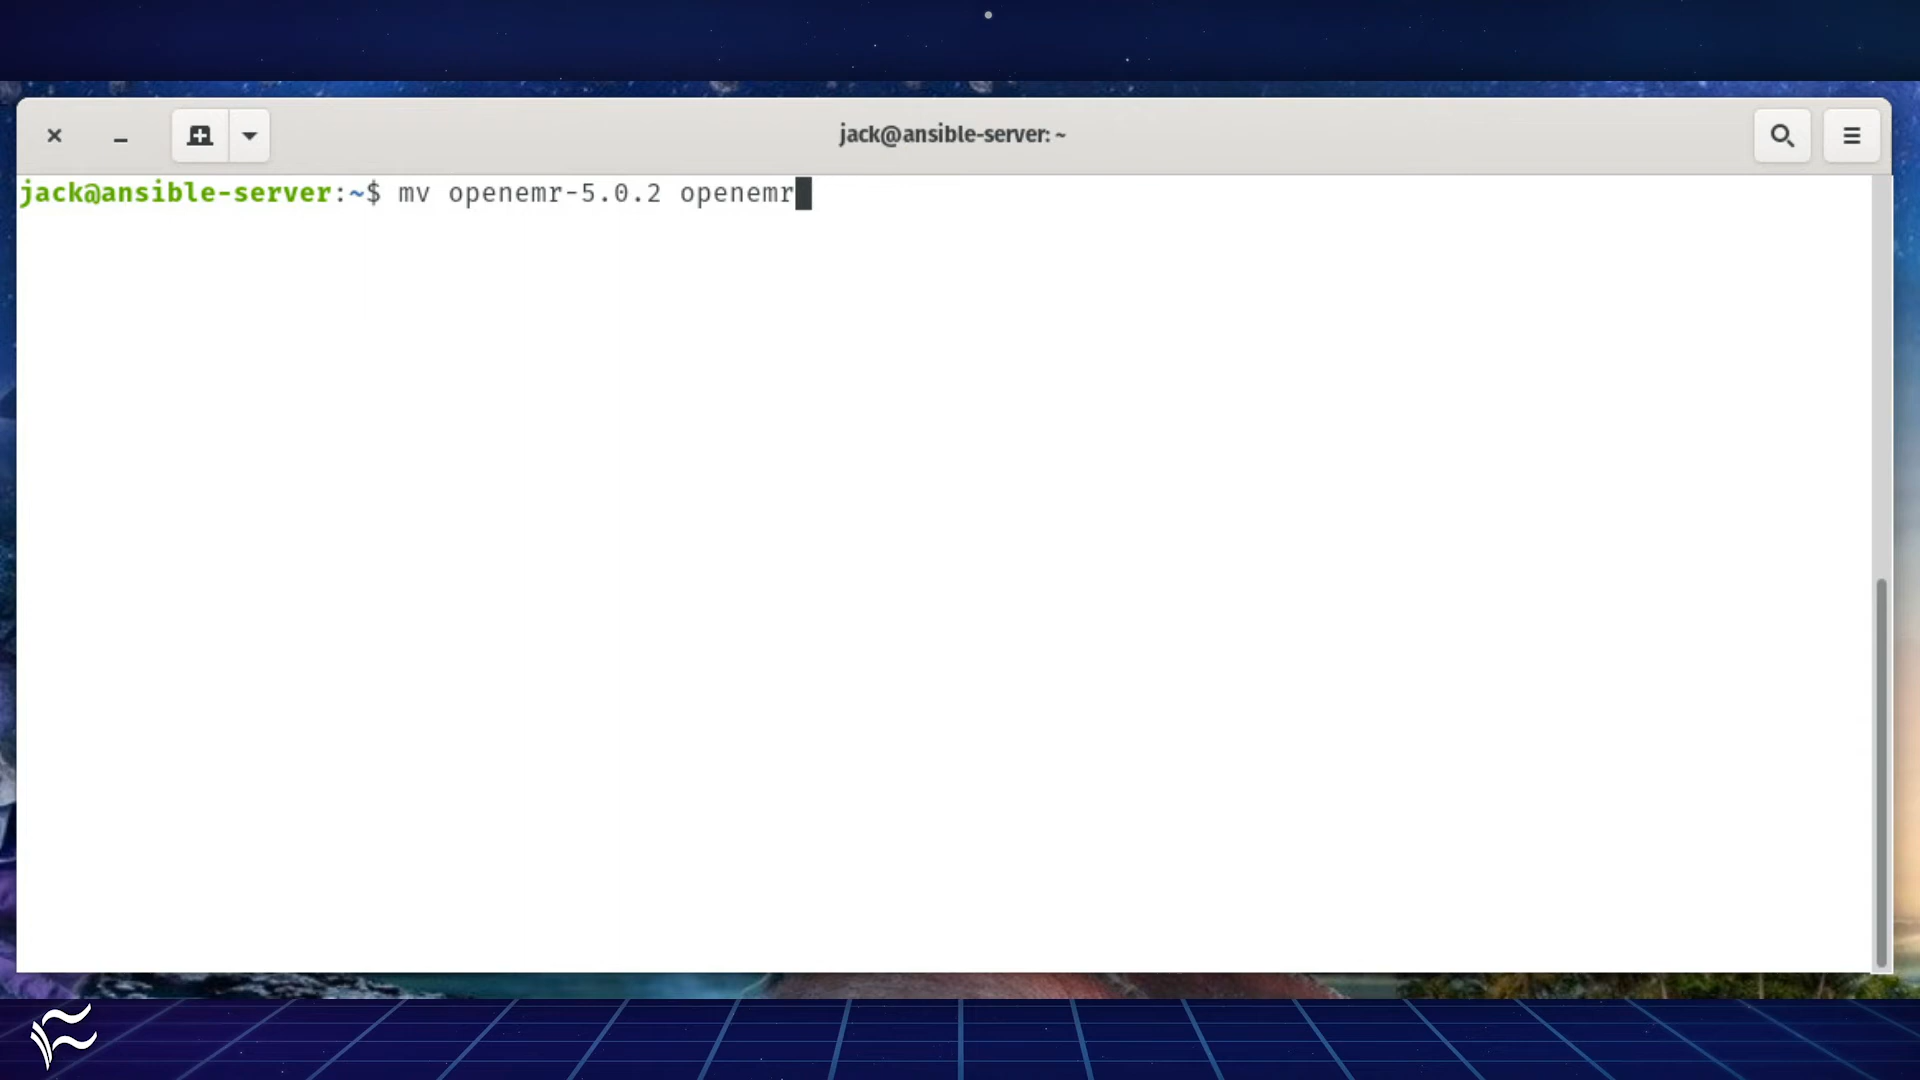 jack@ansible-server: ~
jack@ansible-server:~$ mv openemr-5.0.2 openemr